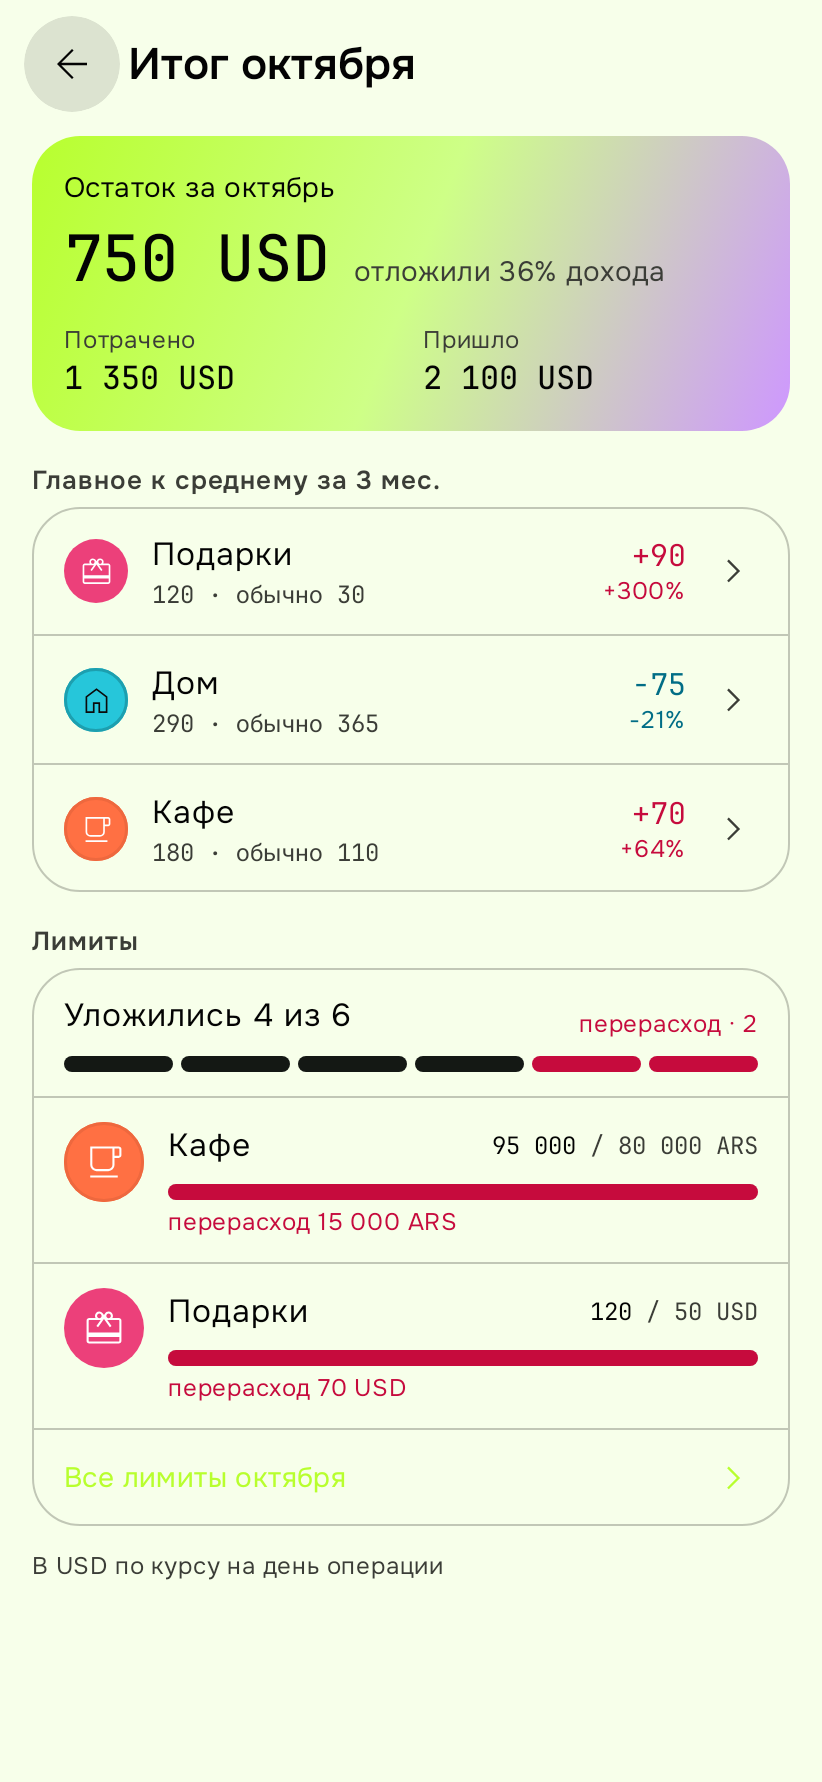 Итог октября
Остаток за октябрь
750 USD отложили 36% дохода
Потрачено Пришло
1 350 USD 2 100 USD
Главное к среднему за 3 мес.
Подарки +90
120 · обычно 30 +300%
Дом -75
290 · обычно 365 -21%
Кафе +70
180 · обычно 110 +64%
Лимиты
Уложились 4 из 6 перерасход · 2
Кафе 95 000 / 80 000 ARS
перерасход 15 000 ARS
Подарки 120 / 50 USD
перерасход 70 USD
Все лимиты октября
В USD по курсу на день операции